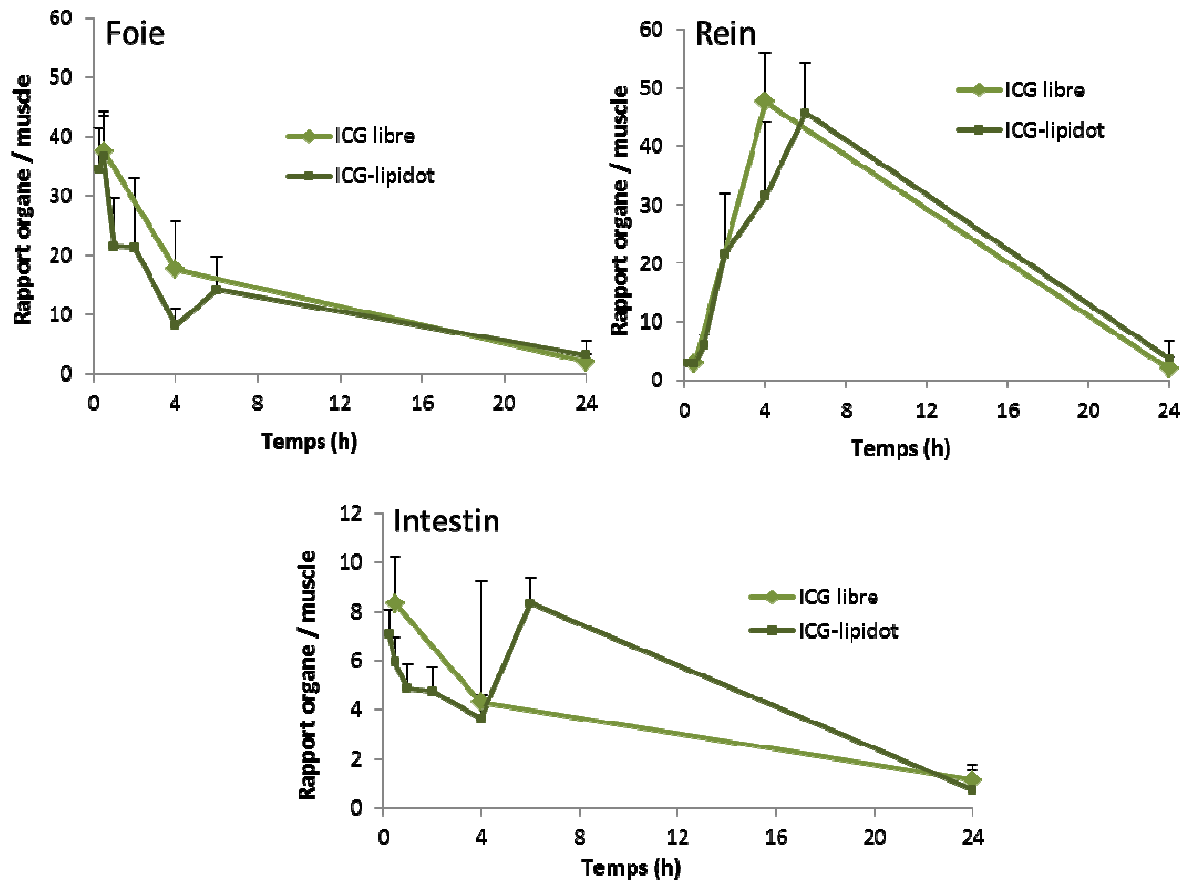 Foie
Rapport organe / muscle
60
50
40
30
20
10
0
0 4 8 12 16 20 24
Temps (h)
ICG libre
ICG-lipidot
Rein
Rapport organe / muscle
60
50
40
30
20
10
0
0 4 8 12 16 20 24
Temps (h)
ICG libre
ICG-lipidot
Intestin
Rapport organe / muscle
12
10
8
6
4
2
0
0 4 8 12 16 20 24
Temps (h)
ICG libre
ICG-lipidot